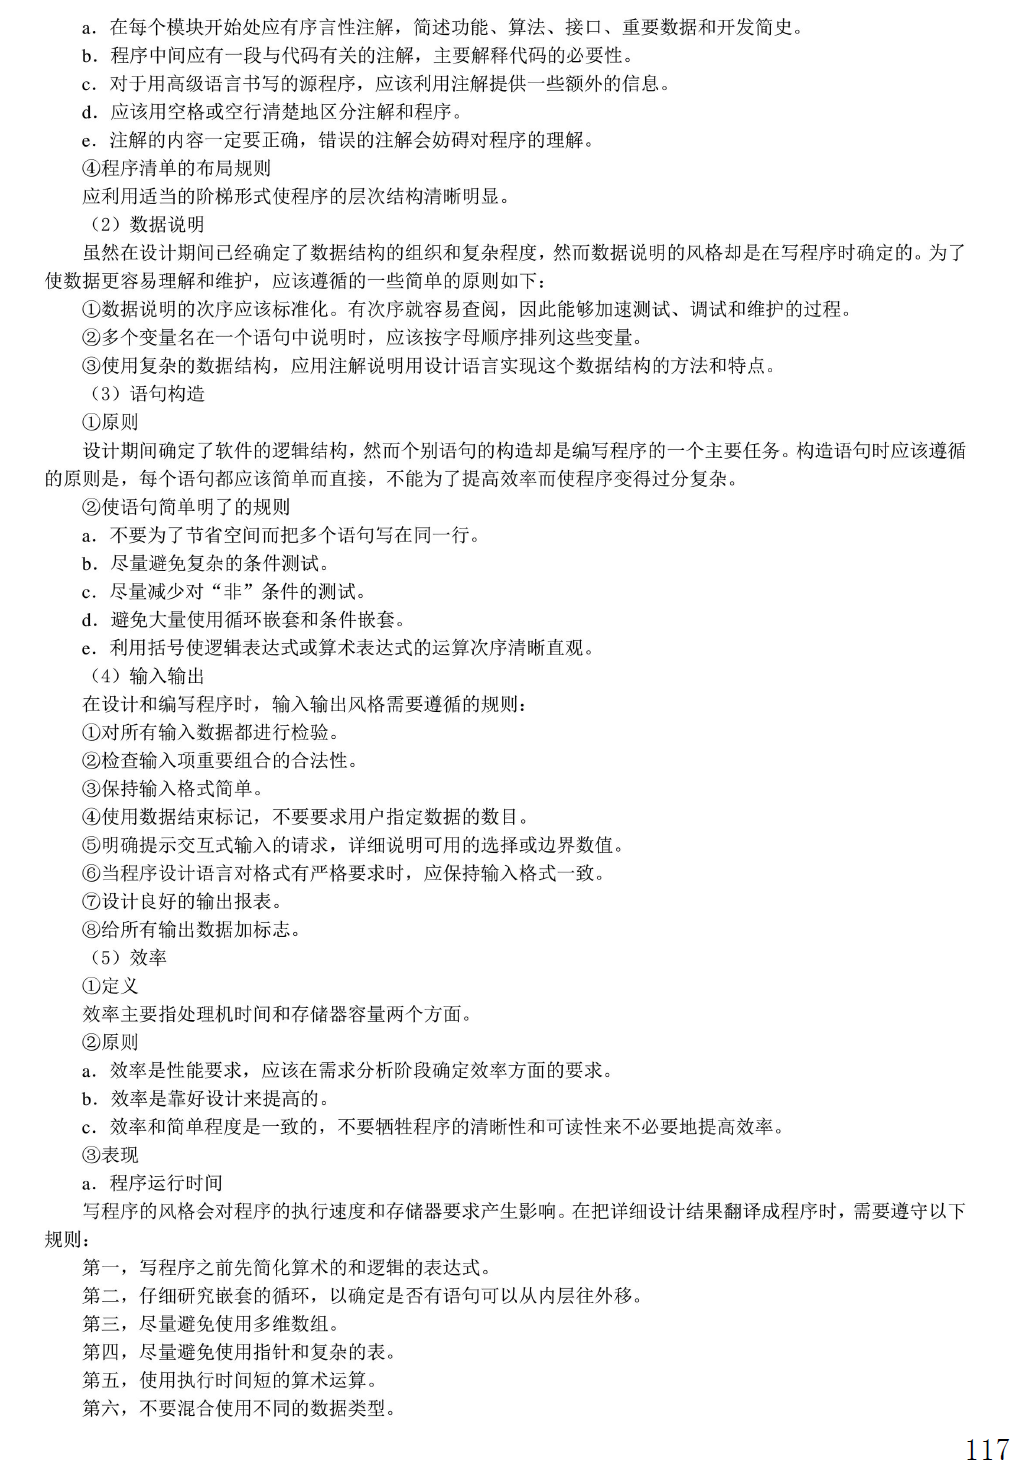 a．在每个模块开始处应有序言性注解，简述功能、算法、接口、重要数据和开发简史。
b．程序中间应有一段与代码有关的注解，主要解释代码的必要性。
c．对于用高级语言书写的源程序，应该利用注解提供一些额外的信息。
d．应该用空格或空行清楚地区分注解和程序。
e．注解的内容一定要正确，错误的注解会妨碍对程序的理解。
④程序清单的布局规则
应利用适当的阶梯形式使程序的层次结构清晰明显。
（2）数据说明
虽然在设计期间已经确定了数据结构的组织和复杂程度，然而数据说明的风格却是在写程序时确定的。为了
使数据更容易理解和维护，应该遵循的一些简单的原则如下：
①数据说明的次序应该标准化。有次序就容易查阅，因此能够加速测试、调试和维护的过程。
②多个变量名在一个语句中说明时，应该按字母顺序排列这些变量。
③使用复杂的数据结构，应用注解说明用设计语言实现这个数据结构的方法和特点。
（3）语句构造
①原则
设计期间确定了软件的逻辑结构，然而个别语句的构造却是编写程序的一个主要任务。构造语句时应该遵循
的原则是，每个语句都应该简单而直接，不能为了提高效率而使程序变得过分复杂。
②使语句简单明了的规则
a．不要为了节省空间而把多个语句写在同一行。
b．尽量避免复杂的条件测试。
c．尽量减少对“非”条件的测试。
d．避免大量使用循环嵌套和条件嵌套。
e．利用括号使逻辑表达式或算术表达式的运算次序清晰直观。
（4）输入输出
在设计和编写程序时，输入输出风格需要遵循的规则：
①对所有输入数据都进行检验。
②检查输入项重要组合的合法性。
③保持输入格式简单。
④使用数据结束标记，不要要求用户指定数据的数目。
⑤明确提示交互式输入的请求，详细说明可用的选择或边界数值。
⑥当程序设计语言对格式有严格要求时，应保持输入格式一致。
⑦设计良好的输出报表。
⑧给所有输出数据加标志。
（5）效率
①定义
效率主要指处理机时间和存储器容量两个方面。
②原则
a．效率是性能要求，应该在需求分析阶段确定效率方面的要求。
b．效率是靠好设计来提高的。
c．效率和简单程度是一致的，不要牺牲程序的清晰性和可读性来不必要地提高效率。
③表现
a．程序运行时间
写程序的风格会对程序的执行速度和存储器要求产生影响。在把详细设计结果翻译成程序时，需要遵守以下
规则：
第一，写程序之前先简化算术的和逻辑的表达式。
第二，仔细研究嵌套的循环，以确定是否有语句可以从内层往外移。
第三，尽量避免使用多维数组。
第四，尽量避免使用指针和复杂的表。
第五，使用执行时间短的算术运算。
第六，不要混合使用不同的数据类型。
117